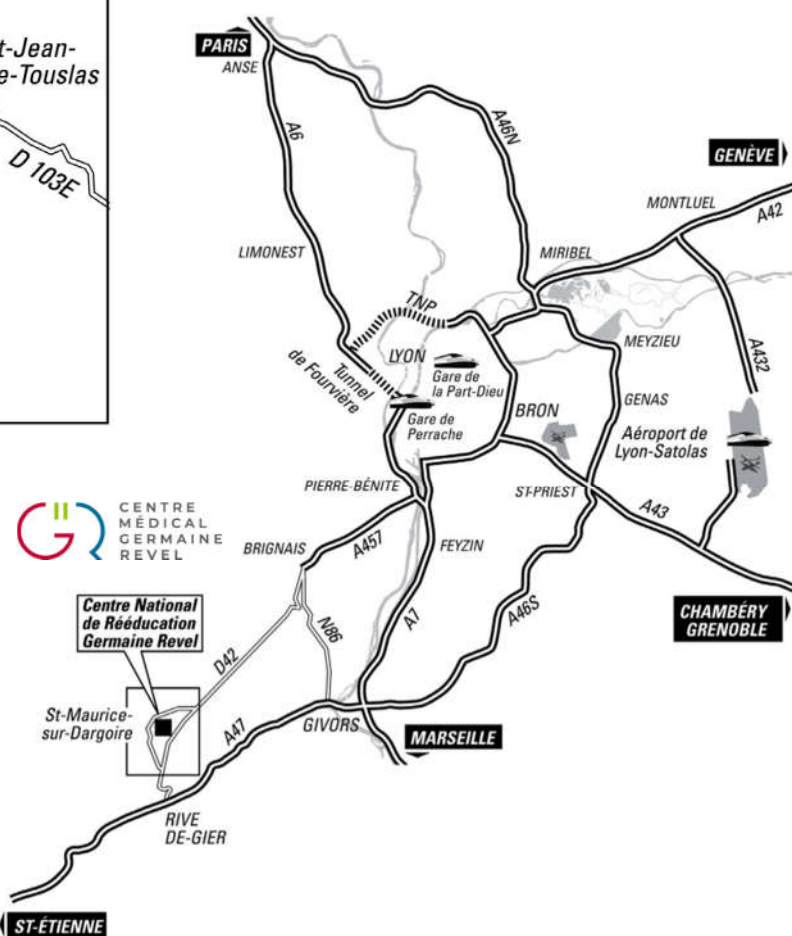 t-Jean-
e-Touslas
D 103E
PARIS
ANSE
A6
A46N
GENÈVE
MONTLUEL
A42
LIMONEST
MIRIBEL
TNP
MEYZIEU
A432
LYON
Tunnel
de Fourvière
Gare de
la Part-Dieu
GENAS
BRON
Gare de
Perrache
Aéroport de
Lyon-Satolas
PIERRE-BÉNITE
ST-PRIEST
A43
CENTRE
MÉDICAL
GERMAINE
REVEL
BRIGNAIS
A457
FEYZIN
Centre National
de Rééducation
Germaine Revel
D42
N86
A7
A46S
CHAMBÉRY
GRENOBLE
St-Maurice-
sur-Dargoire
A47
GIVORS
MARSEILLE
RIVE
DE-GIER
ST-ÉTIENNE